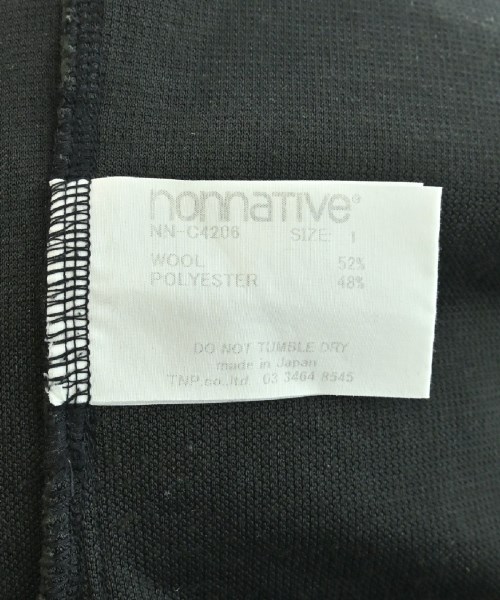 nonnative®
NN-C4206 SIZE: 1
WOOL 52%
POLYESTER 48%
DO NOT TUMBLE DRY
made in Japan
TNP.co.,ltd 03 3464 8545